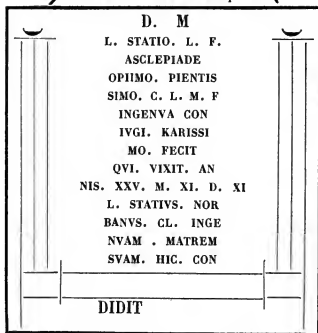 D. M
L. STATIO. L. F.
ASCLEPIADE
OPIIMO. PIENTIS
SIMO. C. L. M. F
INGENVA CON
IVGI. KARISSI
MO. FECIT
QVI. VIXIT. AN
NIS. XXV. M. XI. D. XI
L. STATIVS. NOR
BANVS. CL. INGE
NVAM . MATREM
SVAM. HIC. CON
DIDIT